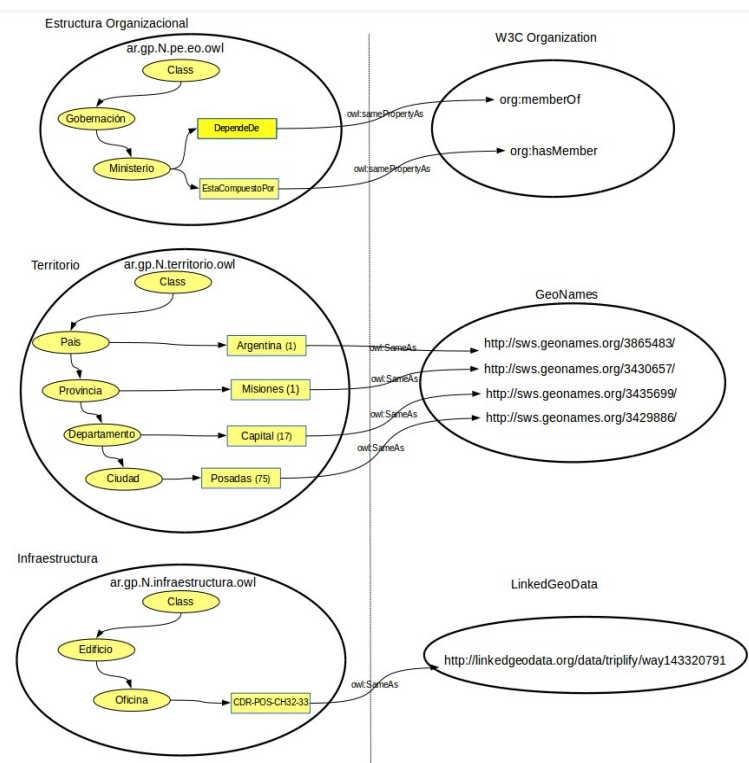 Estructura Organizacional
ar.gp.N.pe.eo.owl
Class
Gobernación
DependeDe
Ministerio
EstaCompuestoPor
owl:samePropertyAs
owl:samePropertyAs
W3C Organization
org:memberOf
org:hasMember
Territorio
ar.gp.N.territorio.owl
Class
Pais
Argentina (1)
Provincia
Misiones (1)
Departamento
Capital (17)
Ciudad
Posadas (75)
owl:SameAs
owl:SameAs
owl:SameAs
owl:SameAs
GeoNames
http://sws.geonames.org/3865483/
http://sws.geonames.org/3430657/
http://sws.geonames.org/3435699/
http://sws.geonames.org/3429886/
Infraestructura
ar.gp.N.infraestructura.owl
Class
Edificio
Oficina
CDR-POS-CH32-33
owl:SameAs
LinkedGeoData
http://linkedgeodata.org/data/triplify/way143320791